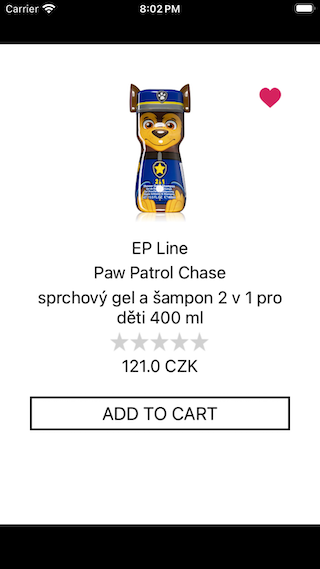 Carrier 8:02 PM
EP Line
Paw Patrol Chase
sprchový gel a šampon 2 v 1 pro
děti 400 ml
121.0 CZK
ADD TO CART